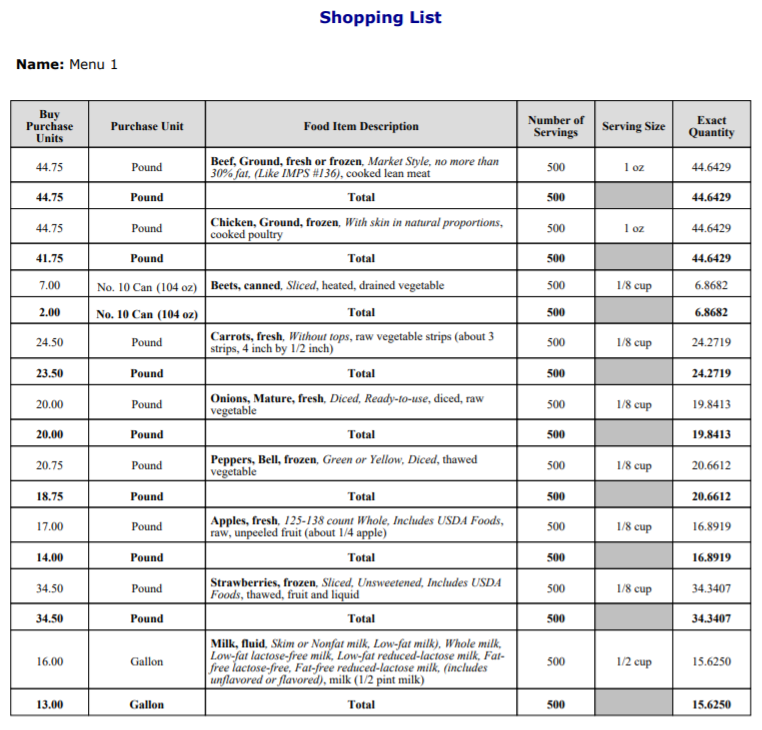 Shopping List
Name: Menu 1
Buy Purchase Units Purchase Unit Food Item Description Number of Servings Serving Size Exact Quantity
44.75 Pound Beef, Ground, fresh or frozen, Market Style, no more than
30% fat, (Like IMPS #136), cooked lean meat 500 1 oz 44.6429
44.75 Pound Total 500 44.6429
44.75 Pound Chicken, Ground, frozen, With skin in natural proportions,
cooked poultry 500 1 oz 44.6429
41.75 Pound Total 500 44.6429
7.00 No. 10 Can (104 oz) Beets, canned, Sliced, heated, drained vegetable 500 1/8 cup 6.8682
2.00 No. 10 Can (104 oz) Total 500 6.8682
24.50 Pound Carrots, fresh, Without tops, raw vegetable strips (about 3
strips, 4 inch by 1/2 inch) 500 1/8 cup 24.2719
23.50 Pound Total 500 24.2719
20.00 Pound Onions, Mature, fresh, Diced, Ready-to-use, diced, raw
vegetable 500 1/8 cup 19.8413
20.00 Pound Total 500 19.8413
20.75 Pound Peppers, Bell, frozen, Green or Yellow, Diced, thawed
vegetable 500 1/8 cup 20.6612
18.75 Pound Total 500 20.6612
17.00 Pound Apples, fresh, 125-138 count Whole, Includes USDA Foods,
raw, unpeeled fruit (about 1/4 apple) 500 1/8 cup 16.8919
14.00 Pound Total 500 16.8919
34.50 Pound Strawberries, frozen, Sliced, Unsweetened, Includes USDA
Foods, thawed, fruit and liquid 500 1/8 cup 34.3407
34.50 Pound Total 500 34.3407
16.00 Gallon Milk, fluid, Skim or Nonfat milk, Low-fat milk), Whole milk,
Low-fat lactose-free milk, Low-fat reduced-lactose milk, Fat-
free lactose-free, Fat-free reduced-lactose milk, (includes
unflavored or flavored), milk (1/2 pint milk) 500 1/2 cup 15.6250
13.00 Gallon Total 500 15.6250